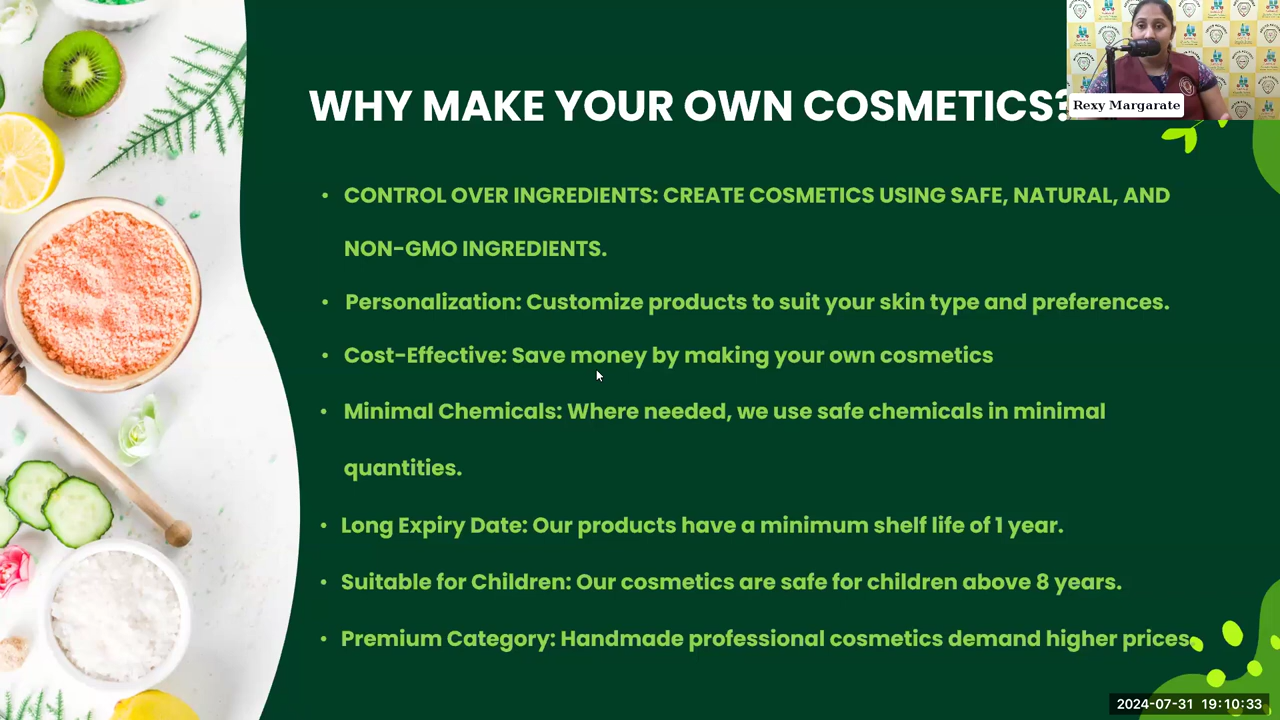 WHY MAKE YOUR OWN COSMETICS?
Rexy Margarate
• CONTROL OVER INGREDIENTS: CREATE COSMETICS USING SAFE, NATURAL, AND
NON-GMO INGREDIENTS.
• Personalization: Customize products to suit your skin type and preferences.
• Cost-Effective: Save money by making your own cosmetics
• Minimal Chemicals: Where needed, we use safe chemicals in minimal
quantities.
• Long Expiry Date: Our products have a minimum shelf life of 1 year.
• Suitable for Children: Our cosmetics are safe for children above 8 years.
• Premium Category: Handmade professional cosmetics demand higher prices.
2024-07-31 19:10:33